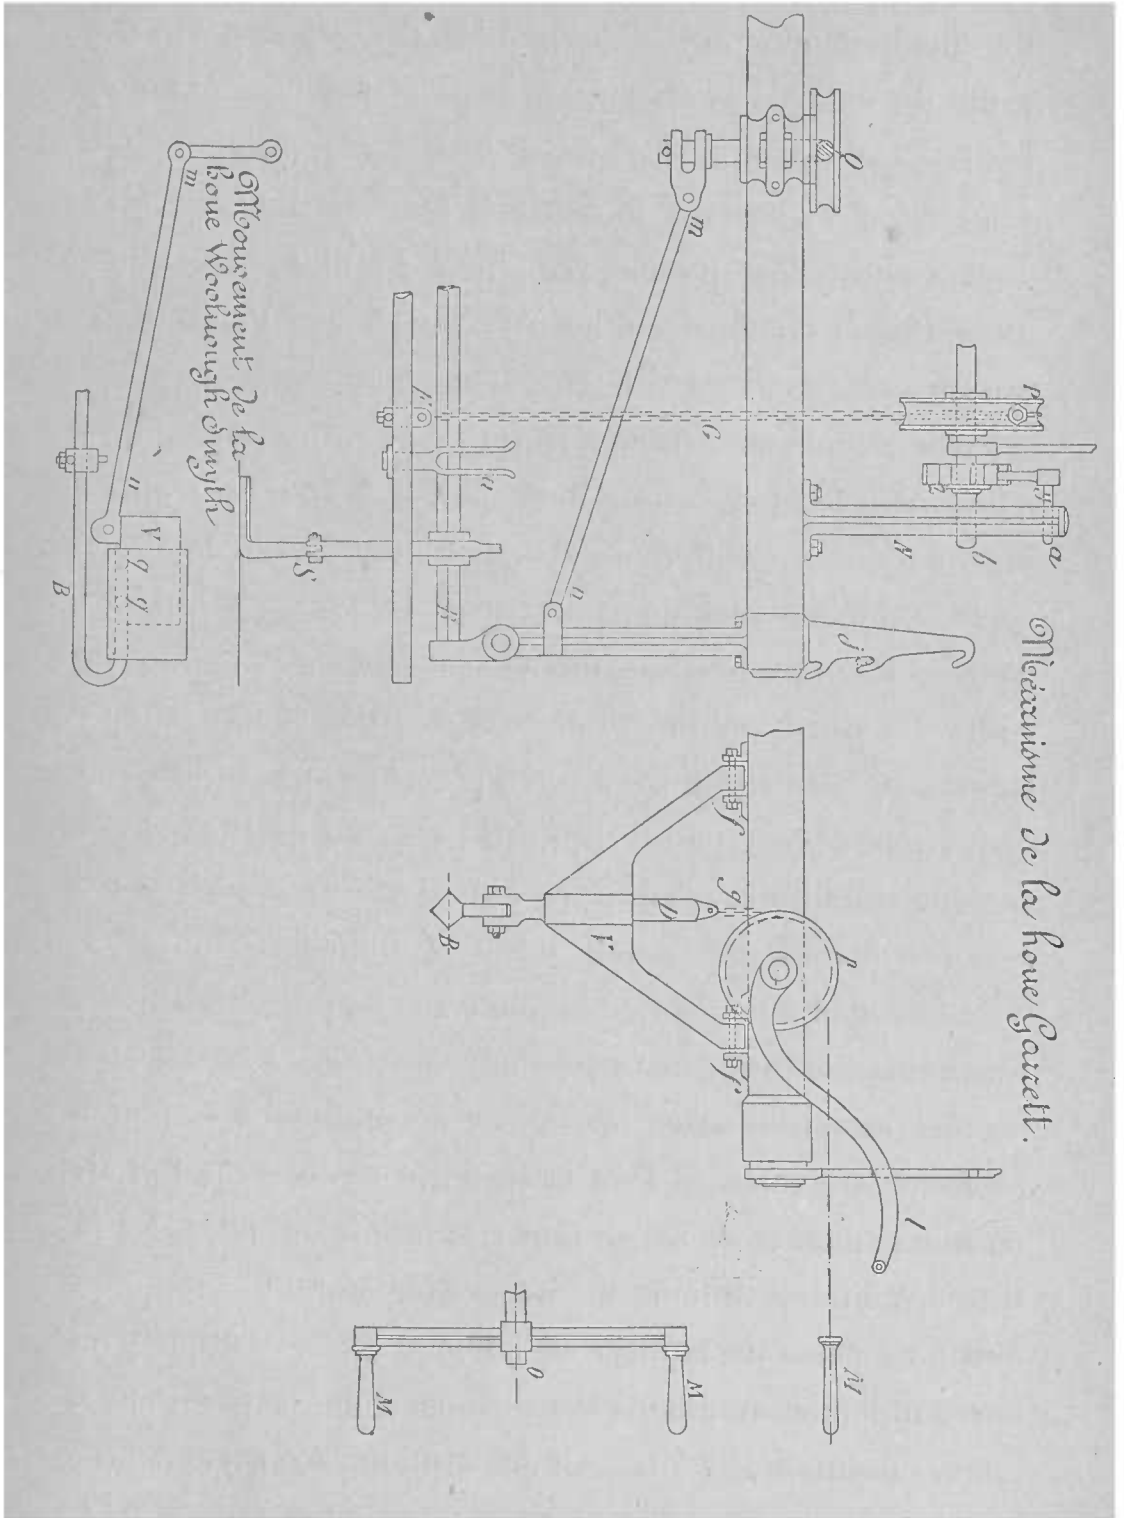 Mécanisme de la houe Garrett.
Mouvement de la
houe Woolnough Smyth
O
m
n
C
u
S
z
y
b
a
j
f
g
D
V
B
p
f
l
M
M
O
M
m
n
V
g
g
B